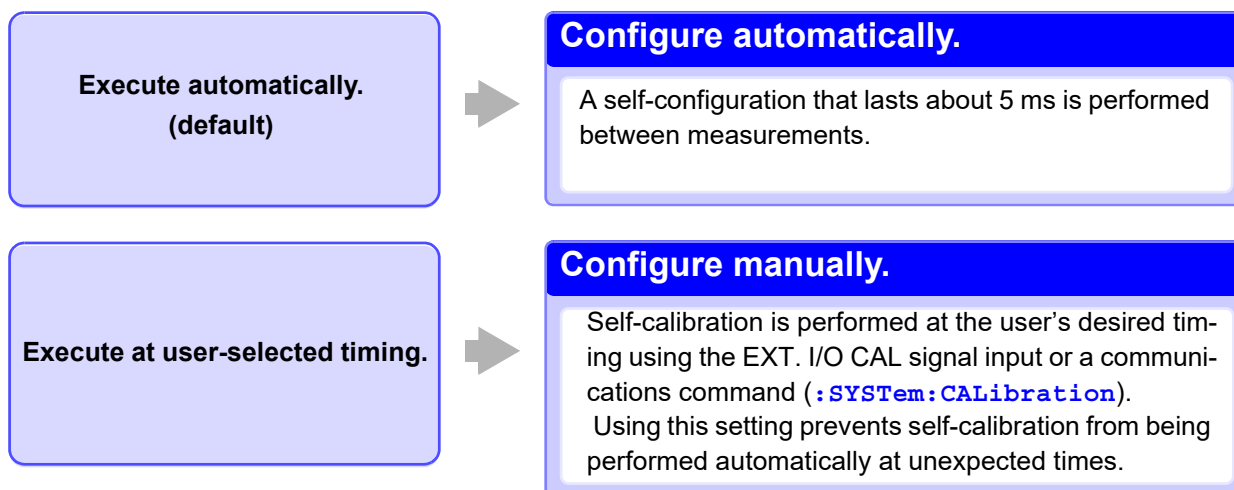 Execute automatically.
(default)
Configure automatically.
A self-configuration that lasts about 5 ms is performed
between measurements.
Execute at user-selected timing.
Configure manually.
Self-calibration is performed at the user’s desired tim-
ing using the EXT. I/O CAL signal input or a communi-
cations command (:SYSTem:CALibration).
Using this setting prevents self-calibration from being
performed automatically at unexpected times.